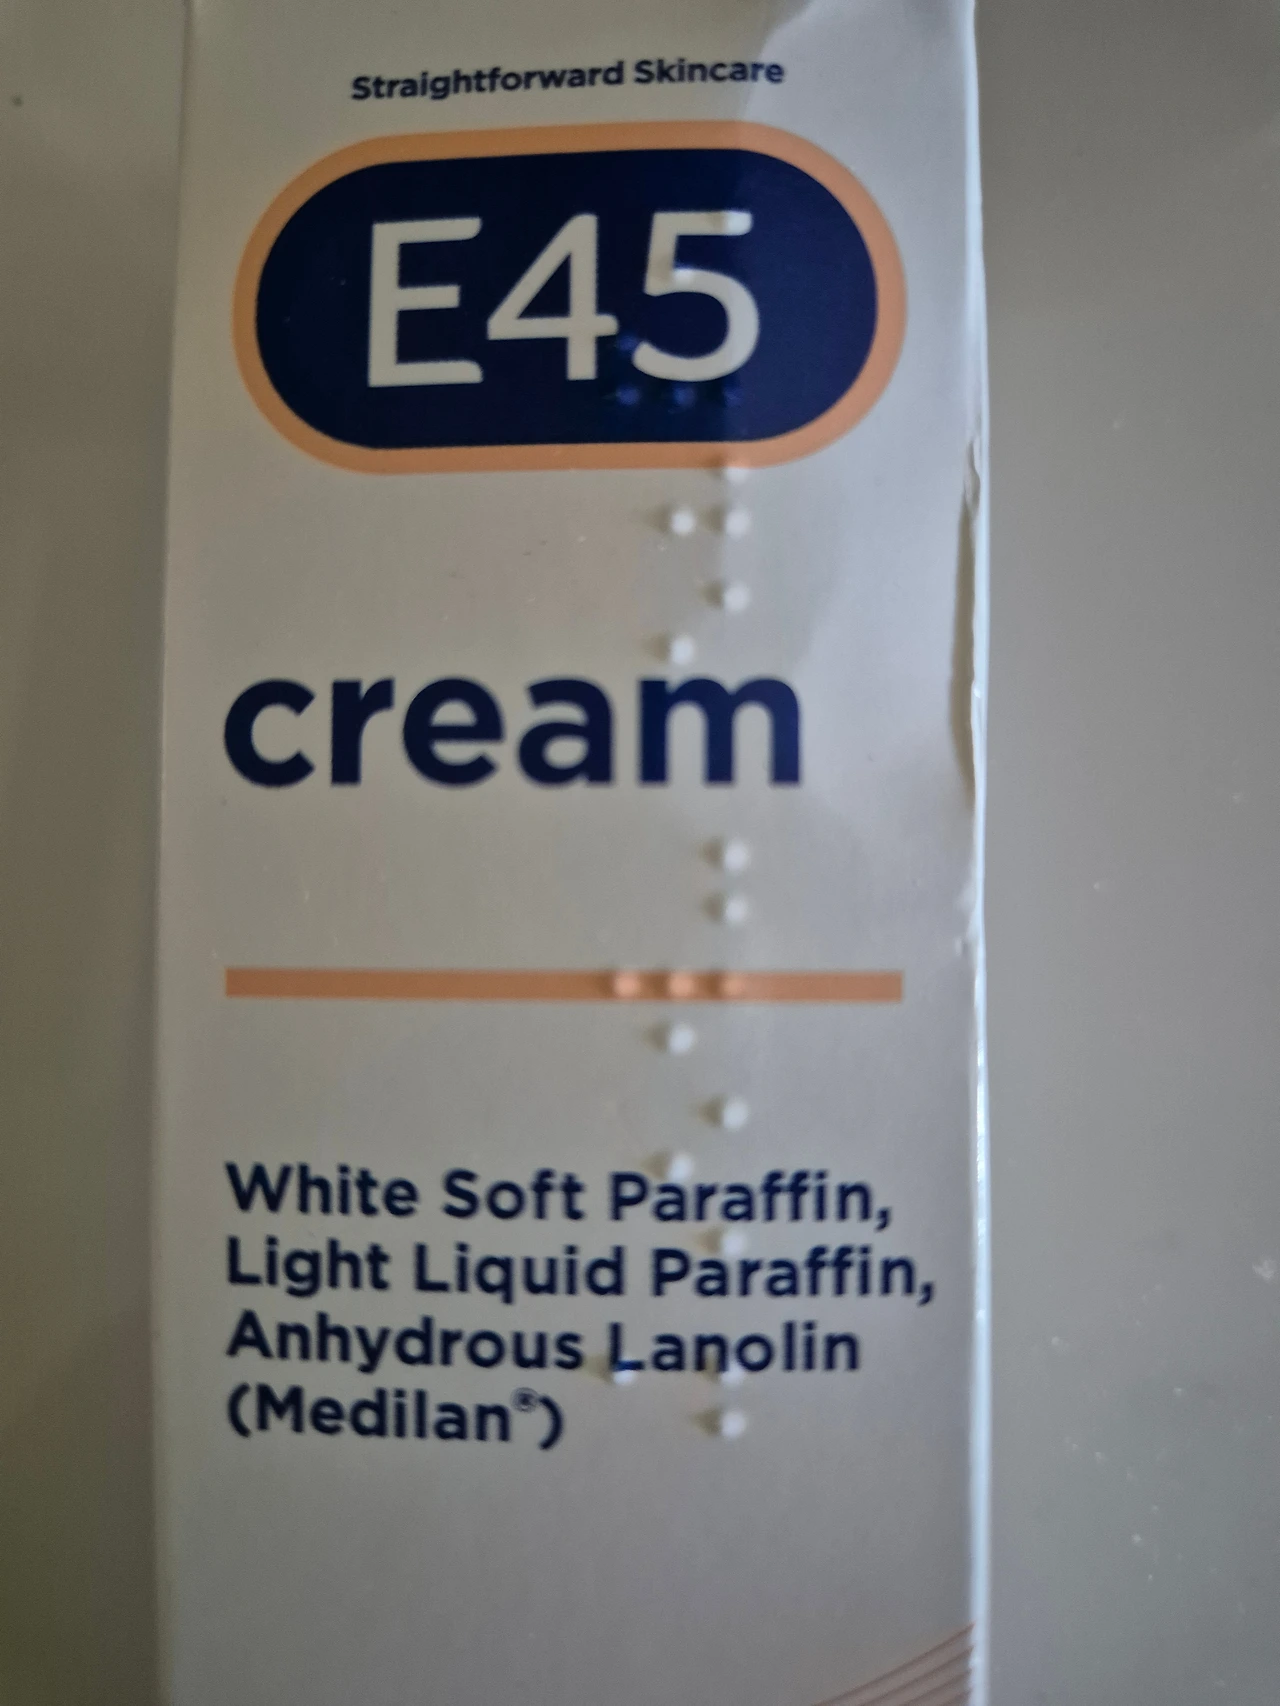 Straightforward Skincare
E45
cream
White Soft Paraffin,
Light Liquid Paraffin,
Anhydrous Lanolin
(Medilan®)